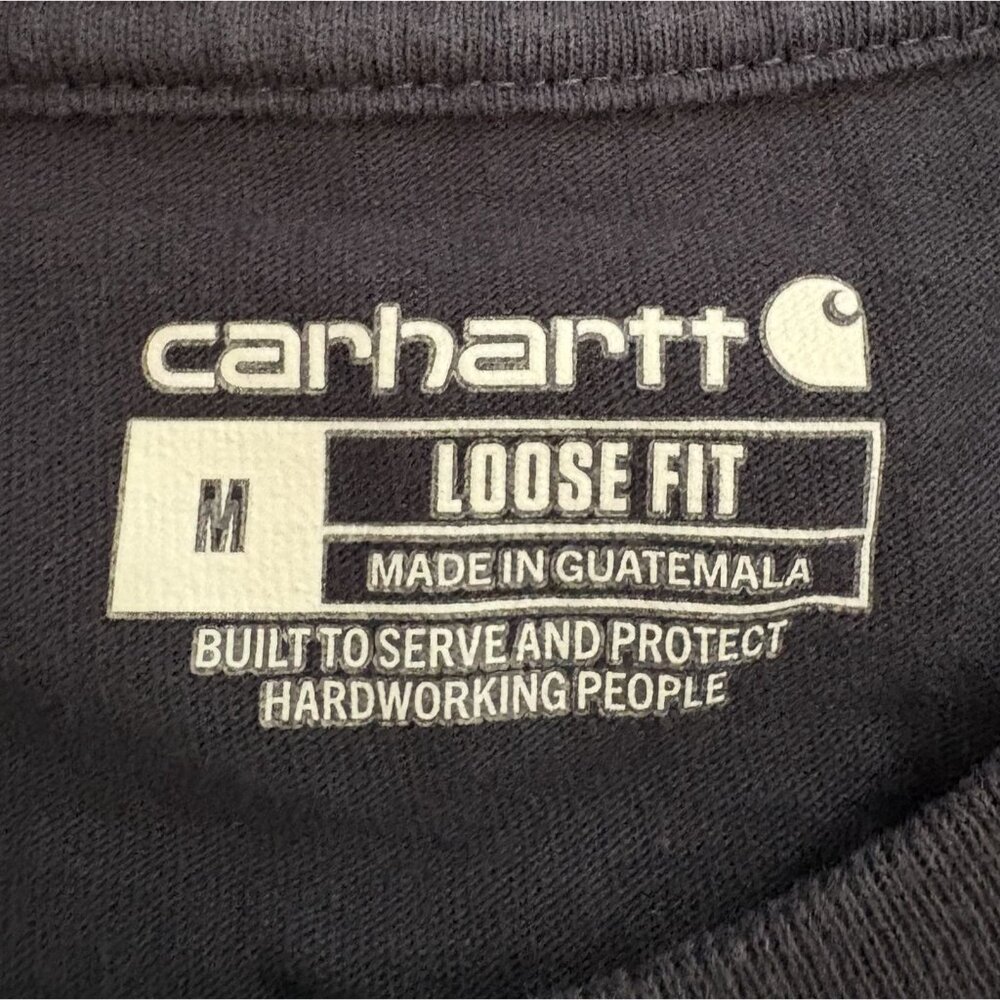 carhartt
M
LOOSE FIT
MADE IN GUATEMALA
BUILT TO SERVE AND PROTECT
HARDWORKING PEOPLE